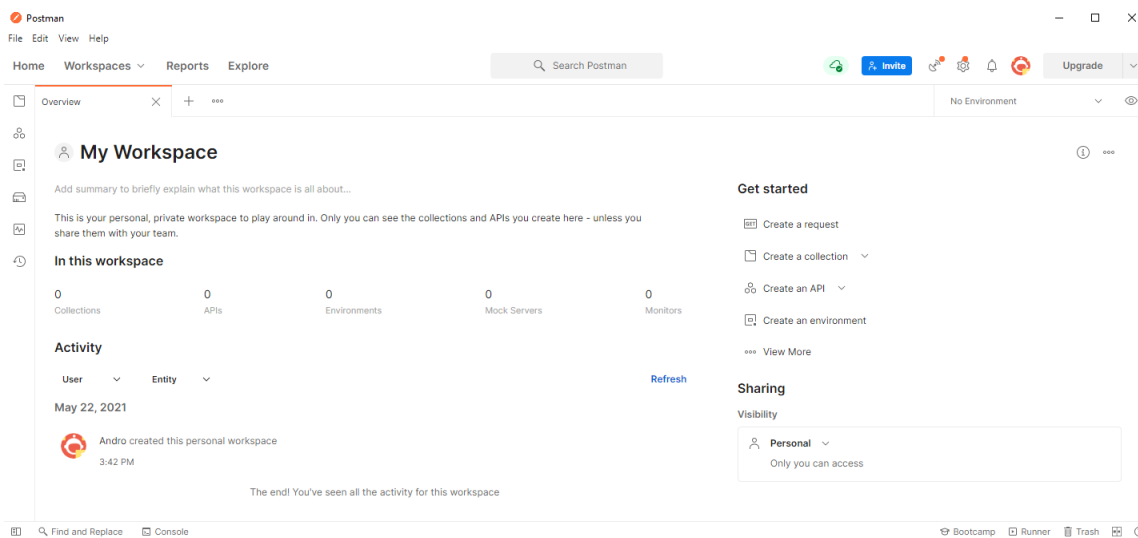 Postman
File Edit View Help
Home Workspaces Reports Explore Search Postman Invite Upgrade
Overview No Environment
My Workspace
Add summary to briefly explain what this workspace is all about...
This is your personal, private workspace to play around in. Only you can see the collections and APIs you create here - unless you
share them with your team.
In this workspace
0 0 0 0 0
Collections APIs Environments Mock Servers Monitors
Activity
User Entity Refresh
May 22, 2021
Andro created this personal workspace
3:42 PM
The end! You've seen all the activity for this workspace
Get started
GET Create a request
Create a collection
Create an API
Create an environment
View More
Sharing
Visibility
Personal
Only you can access
Find and Replace Console Bootcamp Runner Trash